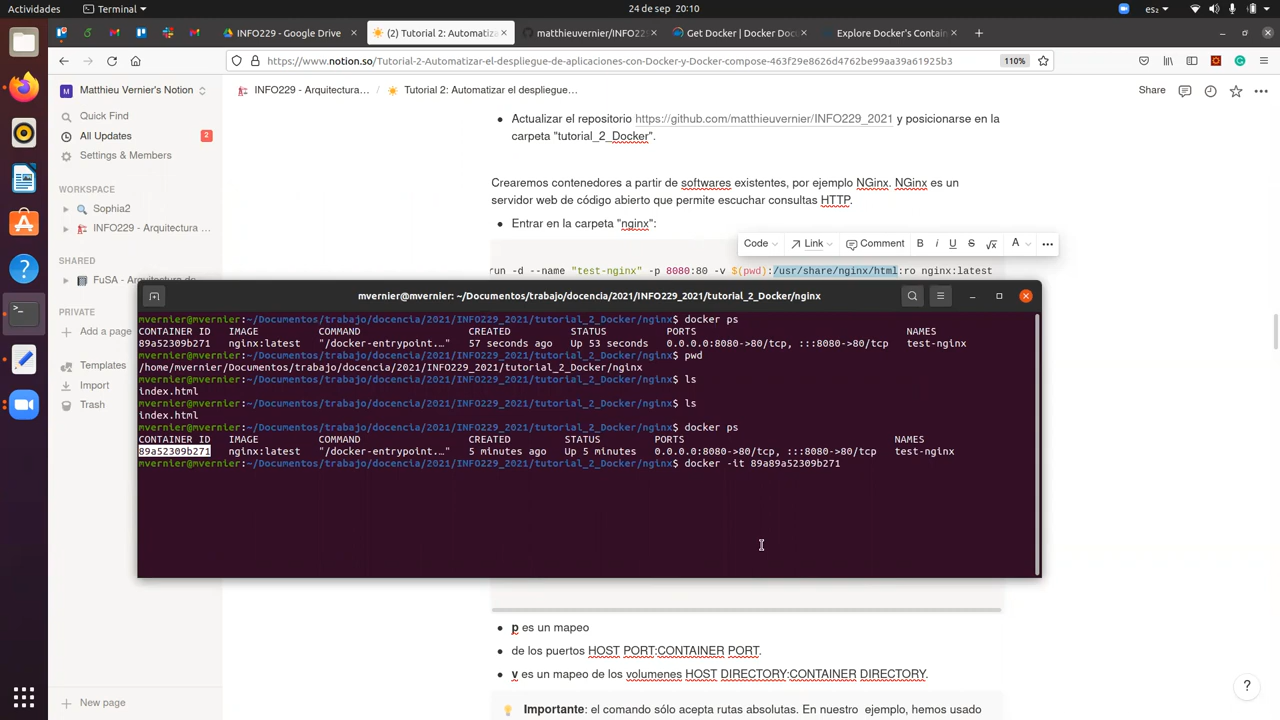 Actividades
Terminal
24 de sep 20:10
es₂
INFO229 - Google Drive
(2) Tutorial 2: Automatiza
matthieuvernier/INFO22
Get Docker | Docker Doc
Explore Docker's Contain
https://www.notion.so/Tutorial-2-Automatizar-el-despliegue-de-aplicaciones-con-Docker-y-Docker-compose-463f29e8626d4762be99aa39a61925b3
110%
Matthieu Vernier's Notion
INFO229 - Arquitectura…
/
Tutorial 2: Automatizar el despliegue…
Share
Quick Find
All Updates
2
Settings & Members
WORKSPACE
Sophia2
INFO229 - Arquitectura …
SHARED
FuSA - Arquitectura de
PRIVATE
Add a page
Templates
Import
Trash
New page
Actualizar el repositorio https://github.com/matthieuvernier/INFO229_2021 y posicionarse en la
carpeta "tutorial_2_Docker".
Crearemos contenedores a partir de softwares existentes, por ejemplo NGinx. NGinx es un
servidor web de código abierto que permite escuchar consultas HTTP.
Entrar en la carpeta "nginx":
Code
Link
Comment
B i U S √x A
run -d --name "test-nginx" -p 8080:80 -v $(pwd):/usr/share/nginx/html:ro nginx:latest
mvernier@mvernier: ~/Documentos/trabajo/docencia/2021/INFO229_2021/tutorial_2_Docker/nginx
mvernier@mvernier:~/Documentos/trabajo/docencia/2021/INFO229_2021/tutorial_2_Docker/nginx$ docker ps
CONTAINER ID IMAGE COMMAND CREATED STATUS PORTS NAMES
89a52309b271 nginx:latest "/docker-entrypoint.…" 57 seconds ago Up 53 seconds 0.0.0.0:8080->80/tcp, :::8080->80/tcp test-nginx
mvernier@mvernier:~/Documentos/trabajo/docencia/2021/INFO229_2021/tutorial_2_Docker/nginx$ pwd
/home/mvernier/Documentos/trabajo/docencia/2021/INFO229_2021/tutorial_2_Docker/nginx
mvernier@mvernier:~/Documentos/trabajo/docencia/2021/INFO229_2021/tutorial_2_Docker/nginx$ ls
index.html
mvernier@mvernier:~/Documentos/trabajo/docencia/2021/INFO229_2021/tutorial_2_Docker/nginx$ ls
index.html
mvernier@mvernier:~/Documentos/trabajo/docencia/2021/INFO229_2021/tutorial_2_Docker/nginx$ docker ps
CONTAINER ID IMAGE COMMAND CREATED STATUS PORTS NAMES
89a52309b271 nginx:latest "/docker-entrypoint.…" 5 minutes ago Up 5 minutes 0.0.0.0:8080->80/tcp, :::8080->80/tcp test-nginx
mvernier@mvernier:~/Documentos/trabajo/docencia/2021/INFO229_2021/tutorial_2_Docker/nginx$ docker -it 89a89a52309b271
p es un mapeo
de los puertos HOST PORT:CONTAINER PORT.
v es un mapeo de los volumenes HOST DIRECTORY:CONTAINER DIRECTORY.
Importante: el comando sólo acepta rutas absolutas. En nuestro ejemplo, hemos usado
?